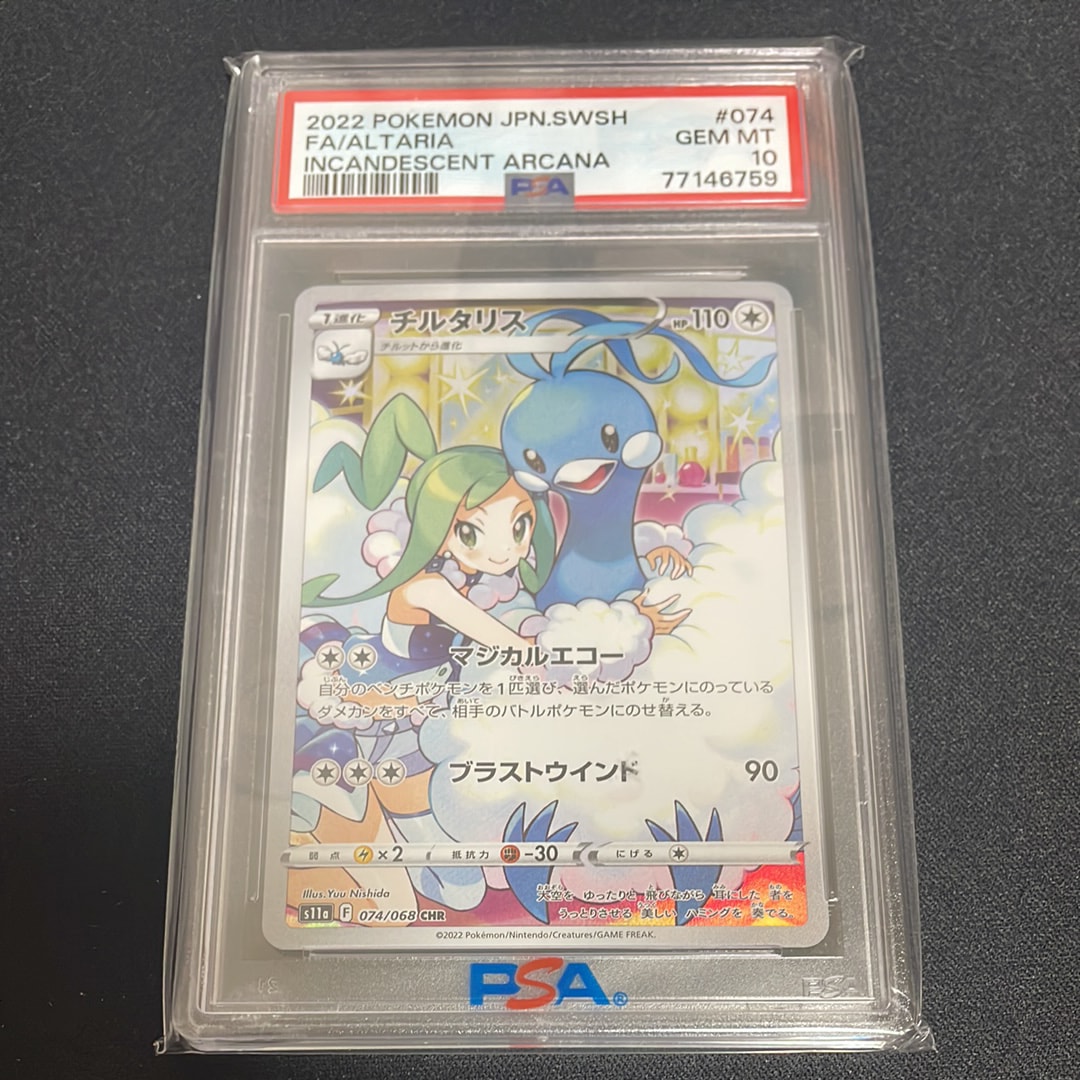 2022 POKEMON JPN.SWSH #074
FA/ALTARIA GEM MT
INCANDESCENT ARCANA 10
77146759
PSA
1進化 チルタリス HP 110
チルットから進化
マジカルエコー
自分のベンチポケモンを1匹選び、選んだポケモンにのっている
ダメカンをすべて、相手のバトルポケモンにのせ替える。
ブラストウインド 90
弱点 ×2 抵抗力 -30 にげる
Illus. Yuu Nishida
大空を ゆったりと 飛びながら 耳にした 者を
うっとりさせる 美しい ハミングを 奏でる。
s11a F 074/068 CHR
©2022 Pokémon/Nintendo/Creatures/GAME FREAK.
PSA®
PSA